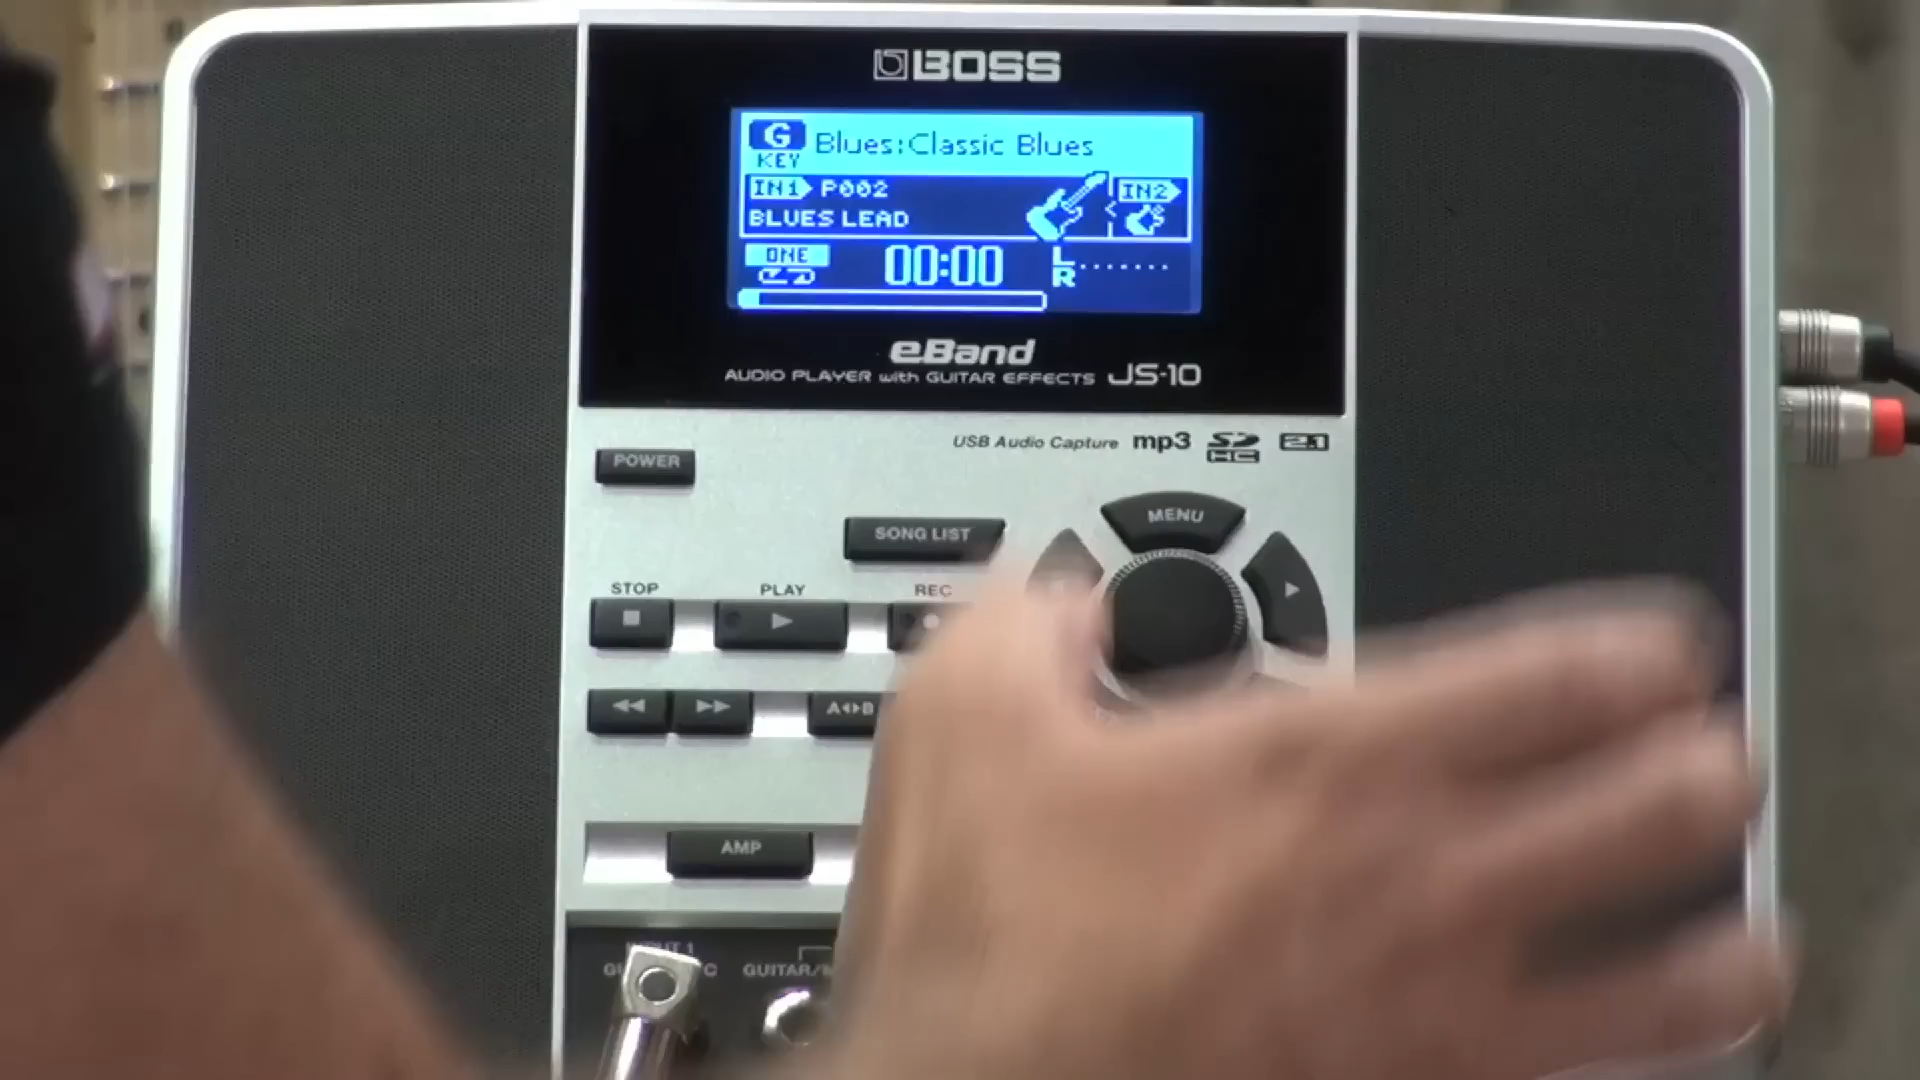 BOSS
G Blues:Classic Blues
KEY
IN1 P002 IN2
BLUES LEAD
ONE 00:00 L
R
eBand
AUDIO PLAYER with GUITAR EFFECTS JS-10
USB Audio Capture mp3 SD HC 2.1
POWER
MENU
SONG LIST
STOP PLAY REC
A B
AMP
INPUT 1
GUITAR/